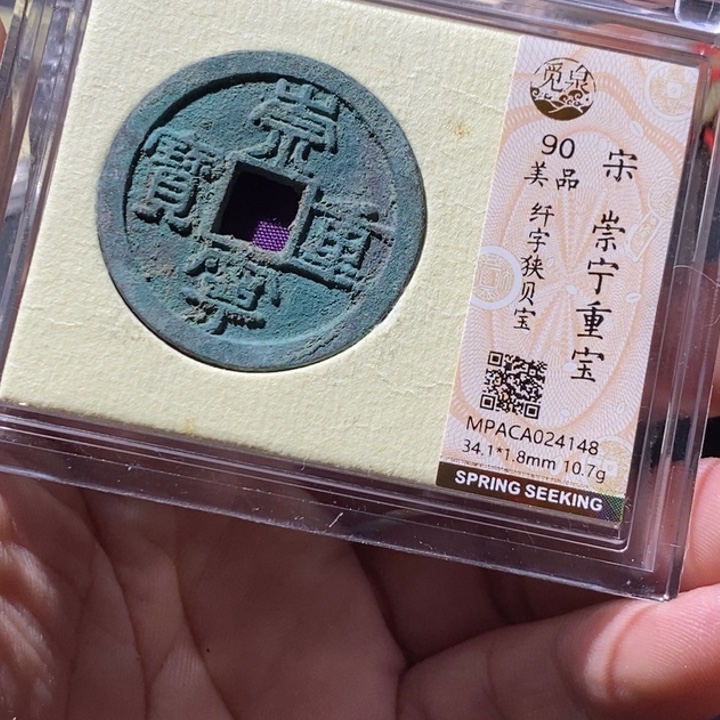 崇
重
寧
寶
觅泉
90
美品
宋 崇宁重宝
纤字狭贝宝
MPACA024148
34.1*1.8mm 10.7g
SPRING SEEKING